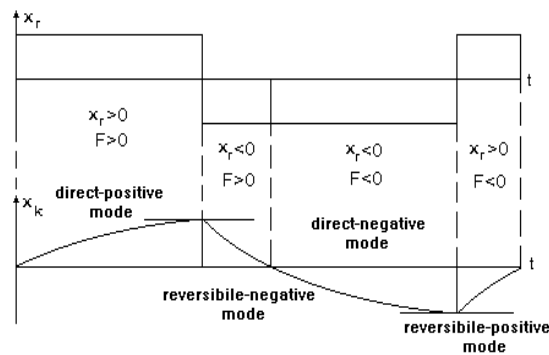 x_r
t
x_r>0
F>0
x_r<0
F>0
x_r<0
F<0
x_r>0
F<0
direct-positive
mode
x_k
direct-negative
mode
t
reversibile-negative
mode
reversibile-positive
mode